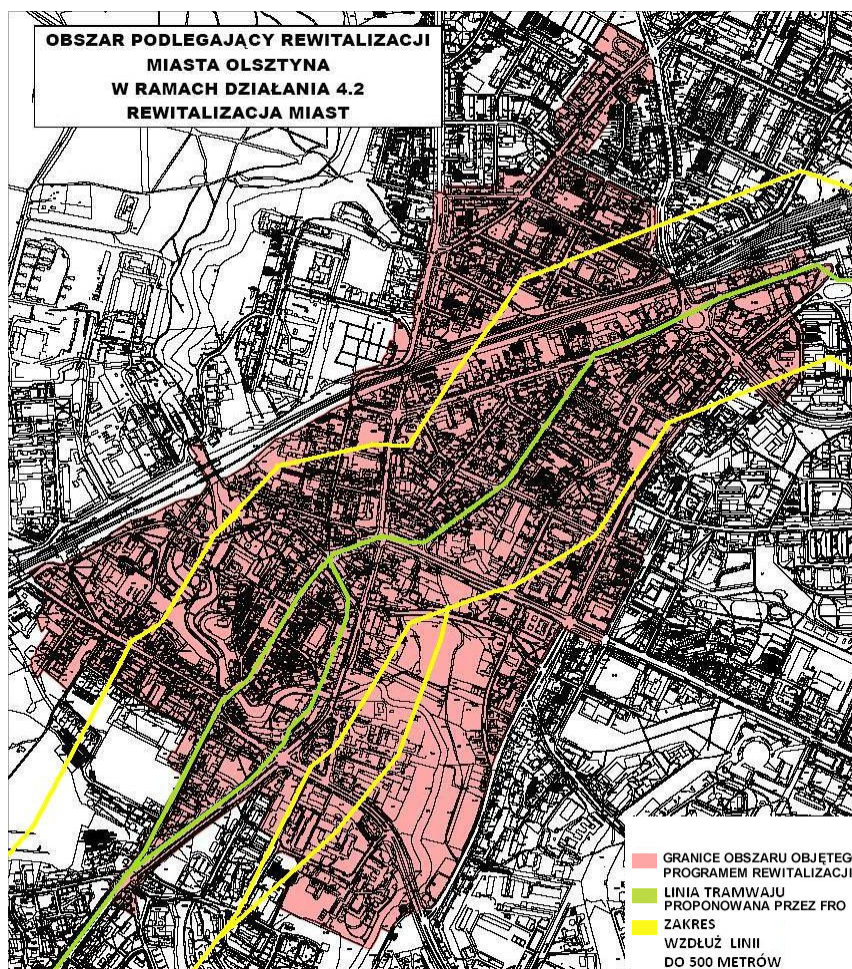 OBSZAR PODLEGAJĄCY REWITALIZACJI
MIASTA OLSZTYNA
W RAMACH DZIAŁANIA 4.2
REWITALIZACJA MIAST
GRANICE OBSZARU OBJĘTEG
PROGRAMEM REWITALIZACJI
LINIA TRAMWAJU
PROPONOWANA PRZEZ FRO
ZAKRES
WZDŁUŻ LINII
DO 500 METRÓW